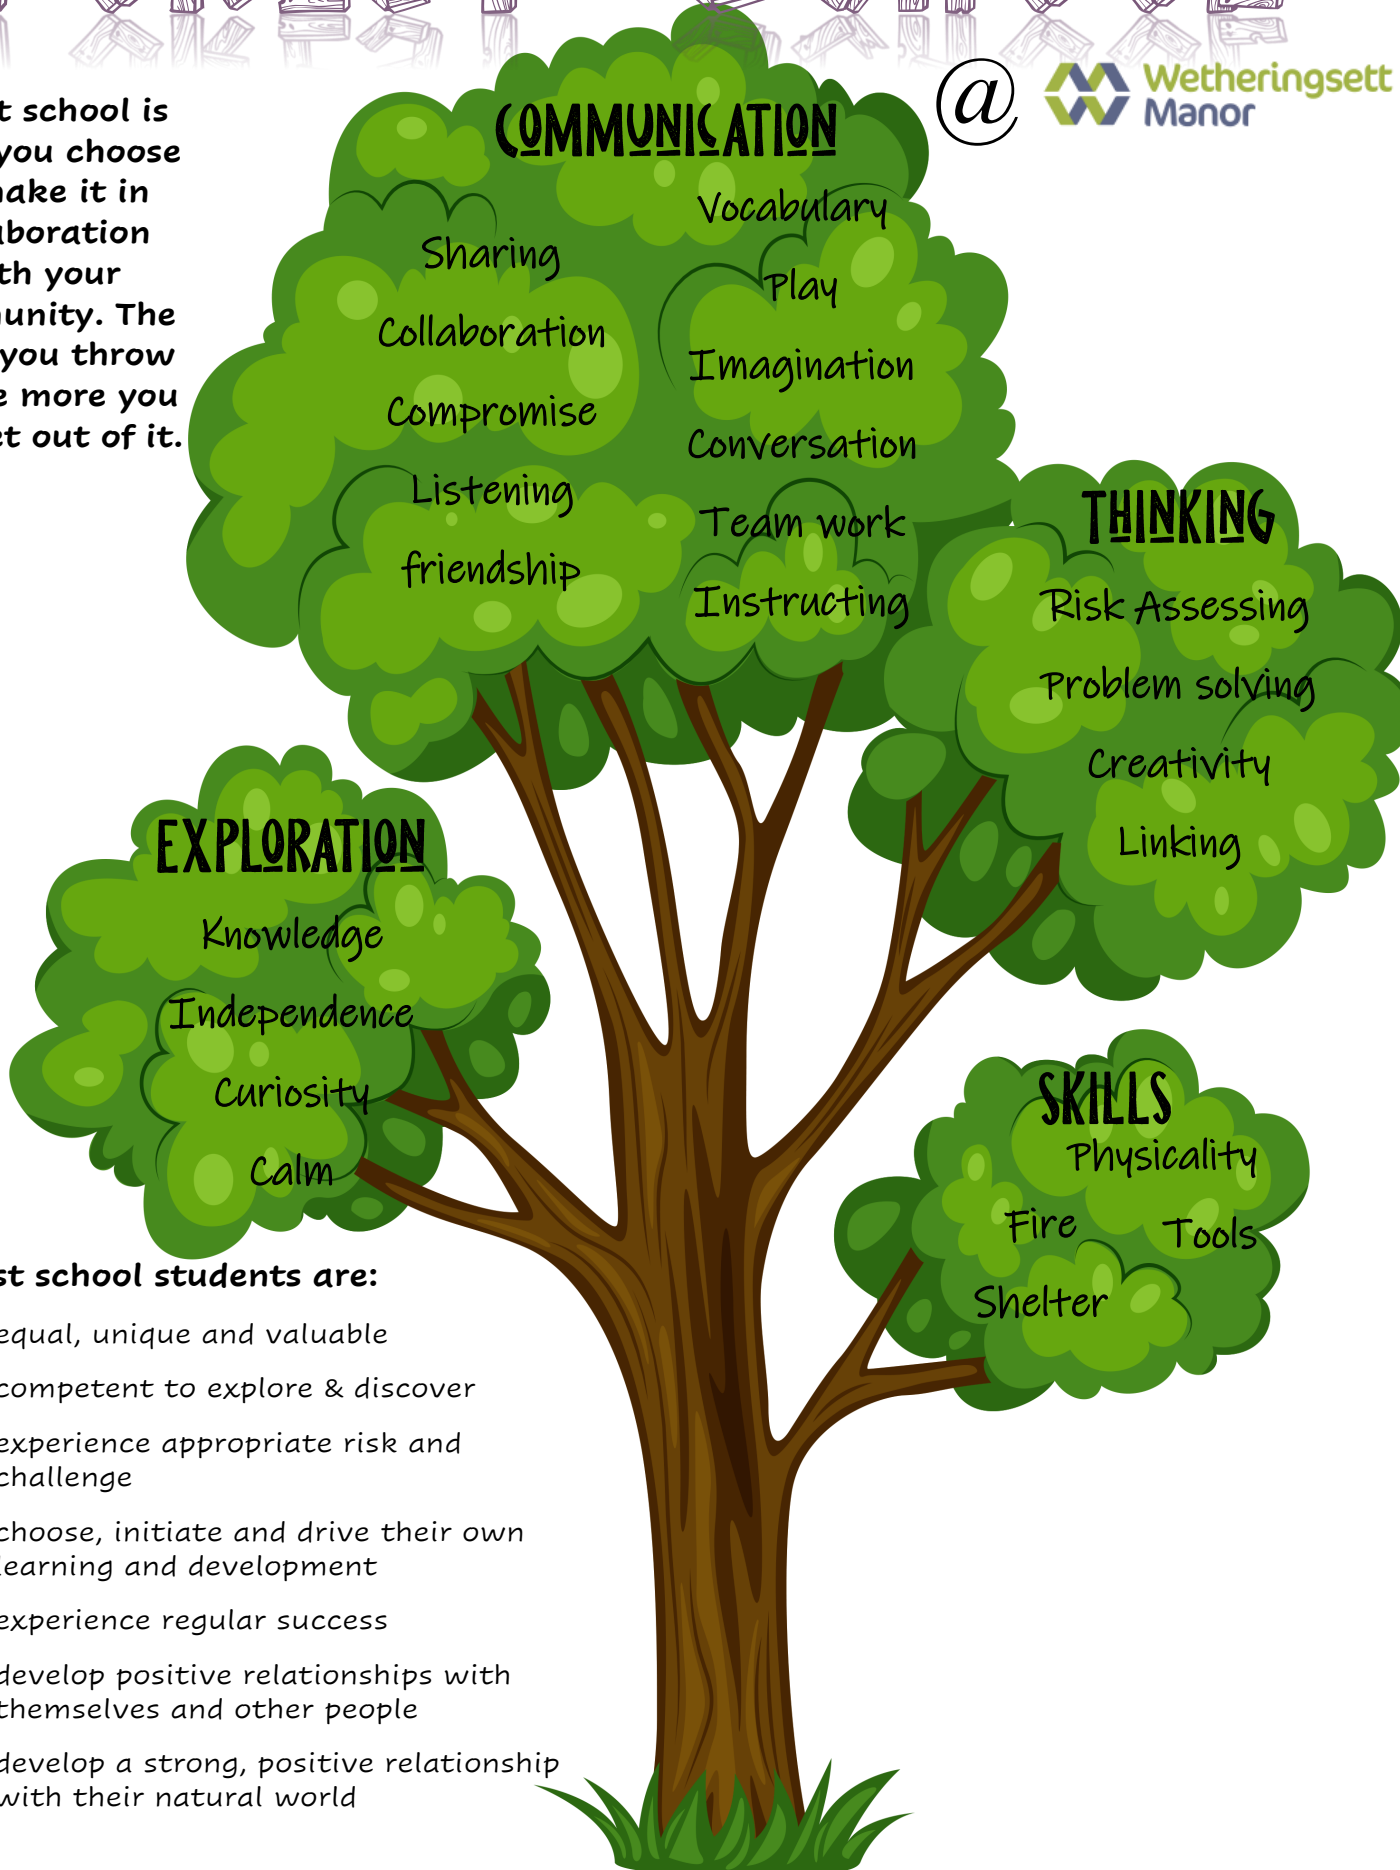 @ Wetheringsett
Manor
t school is
you choose
make it in
aboration
th your
unity. The
you throw
e more you
et out of it.
COMMUNICATION
Sharing
Collaboration
Compromise
Listening
friendship
Vocabulary
Play
Imagination
Conversation
Team work
Instructing
THINKING
Risk Assessing
Problem solving
Creativity
Linking
EXPLORATION
Knowledge
Independence
Curiosity
Calm
SKILLS
Physicality
Fire Tools
Shelter
st school students are:
equal, unique and valuable
competent to explore & discover
experience appropriate risk and
challenge
choose, initiate and drive their own
learning and development
experience regular success
develop positive relationships with
themselves and other people
develop a strong, positive relationship
with their natural world